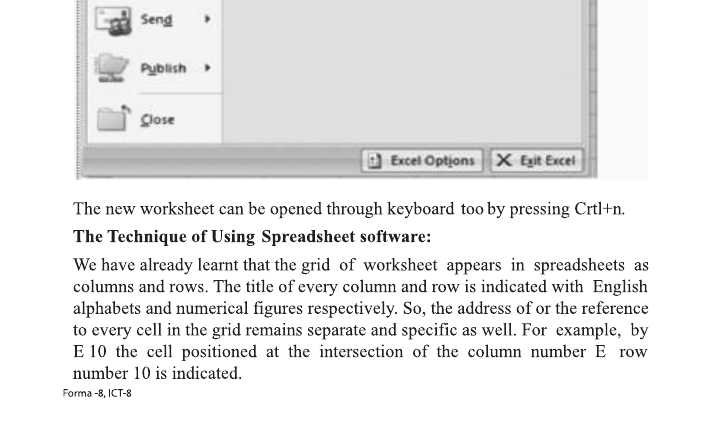 Send
Publish
Close
Excel Options
Exit Excel
The new worksheet can be opened through keyboard too by pressing Crtl+n.
The Technique of Using Spreadsheet software:
We have already learnt that the grid of worksheet appears in spreadsheets as
columns and rows. The title of every column and row is indicated with English
alphabets and numerical figures respectively. So, the address of or the reference
to every cell in the grid remains separate and specific as well. For example, by
E 10 the cell positioned at the intersection of the column number E row
number 10 is indicated.
Forma -8, ICT-8